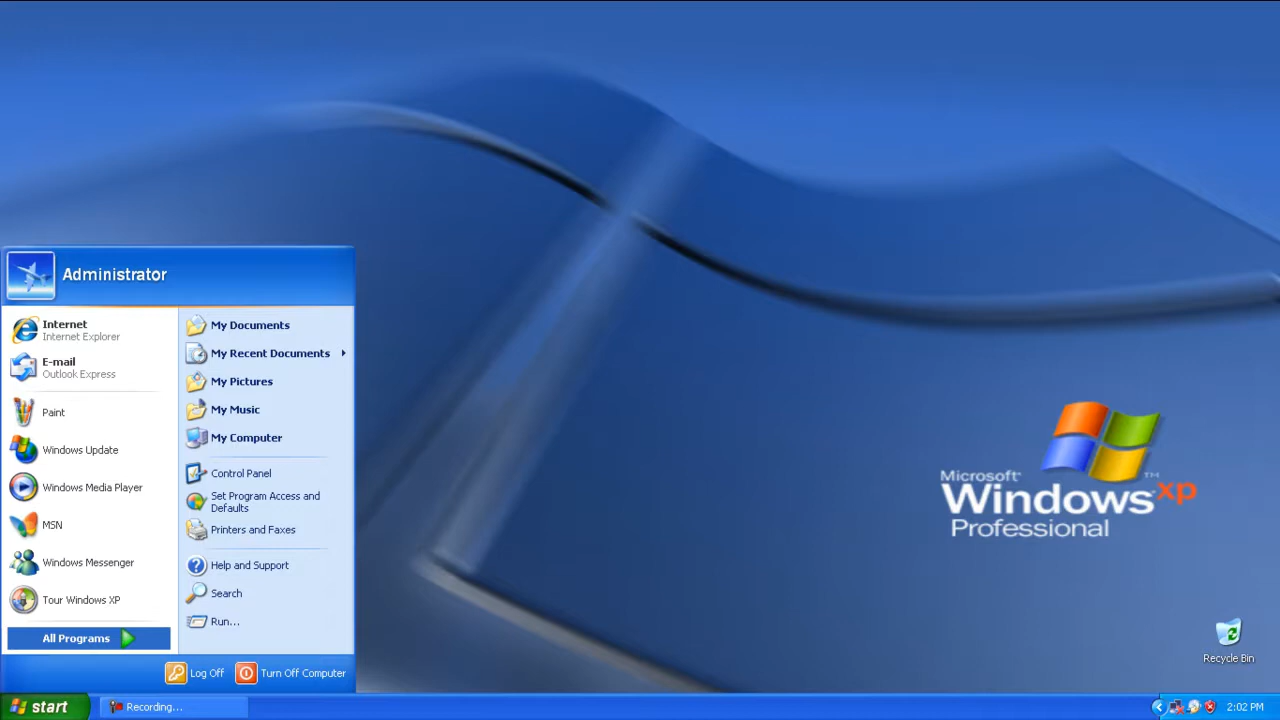 Administrator
Internet
Internet Explorer
E-mail
Outlook Express
Paint
Windows Update
Windows Media Player
MSN
Windows Messenger
Tour Windows XP
All Programs
My Documents
My Recent Documents
My Pictures
My Music
My Computer
Control Panel
Set Program Access and
Defaults
Printers and Faxes
Help and Support
Search
Run...
Log Off
Turn Off Computer
Microsoft®
Windows xp ™
Professional
Recycle Bin
start
Recording...
2:02 PM